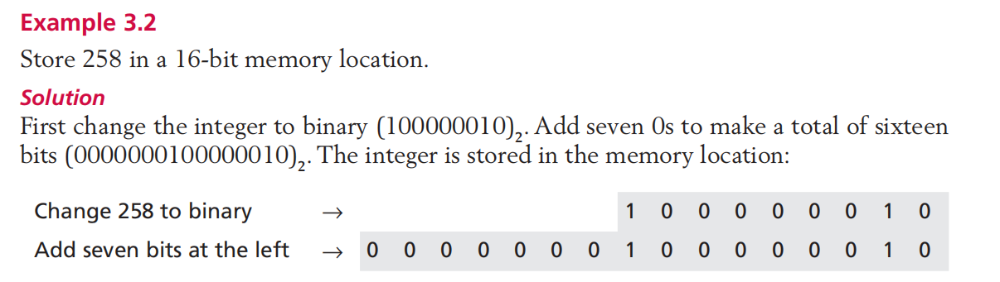 Example 3.2
Store 258 in a 16-bit memory location.
Solution
First change the integer to binary (100000010)₂. Add seven 0s to make a total of sixteen
bits (0000000100000010)₂. The integer is stored in the memory location:
Change 258 to binary → 1 0 0 0 0 0 0 1 0
Add seven bits at the left → 0 0 0 0 0 0 0 1 0 0 0 0 0 0 1 0